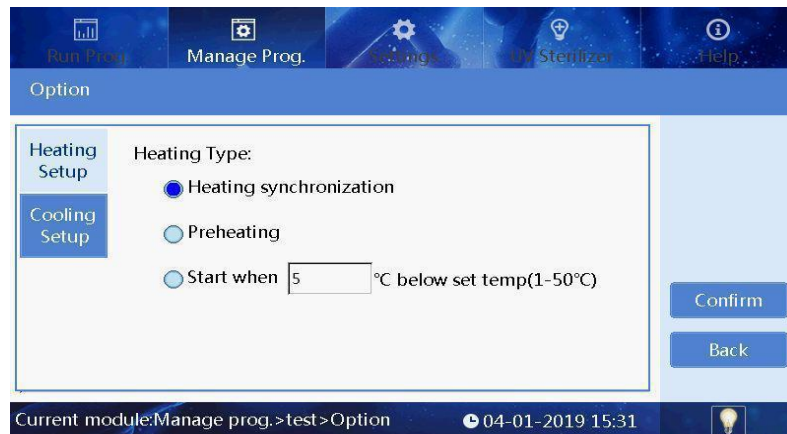 Run Prog.
Manage Prog.
Settings
UV Sterilizer
Help
Option
Heating
Setup
Cooling
Setup
Heating Type:
Heating synchronization
Preheating
Start when 5 °C below set temp(1-50°C)
Confirm
Back
Current module:Manage prog.>test>Option
04-01-2019 15:31